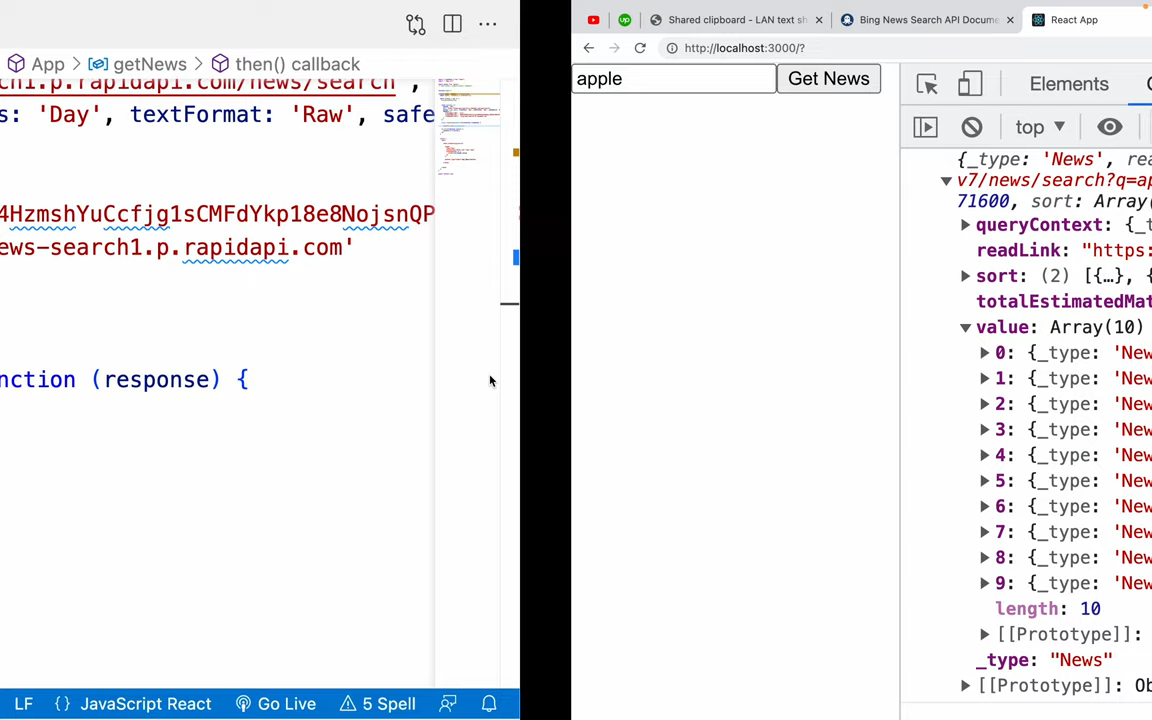 App > getNews > then() callback
ch1.p.rapidapi.com/news/search',
s: 'Day', textFormat: 'Raw', safe
4HzmshYuCcfjg1sCMFdYkp18e8NojsnQP
ews-search1.p.rapidapi.com'
nction (response) {
LF {} JavaScript React Go Live 5 Spell
up Shared clipboard - LAN text sh Bing News Search API Docume React App
http://localhost:3000/?
apple Get News
Elements
top
{_type: 'News', rea
v7/news/search?q=ap
71600, sort: Array(
queryContext: {_t
readLink: "https:
sort: (2) [{…}, {
totalEstimatedMat
value: Array(10)
0: {_type: 'New
1: {_type: 'New
2: {_type: 'New
3: {_type: 'New
4: {_type: 'New
5: {_type: 'New
6: {_type: 'New
7: {_type: 'New
8: {_type: 'New
9: {_type: 'New
length: 10
[[Prototype]]:
_type: "News"
[[Prototype]]: Ob